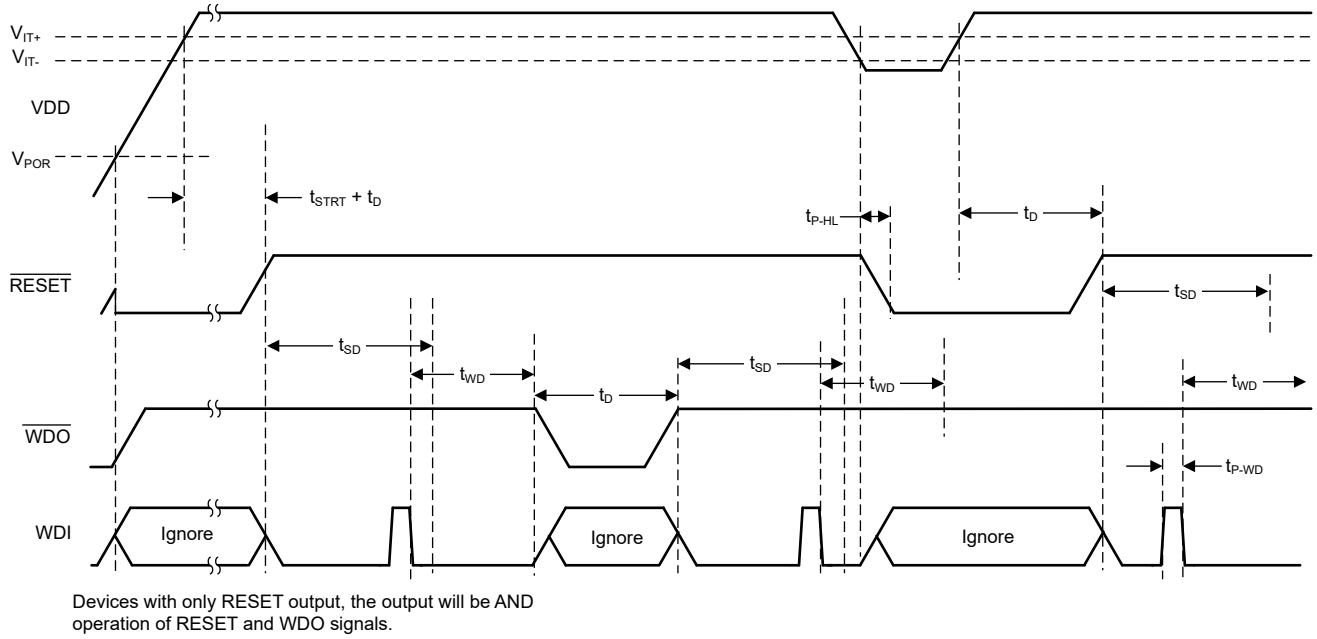 VIT+
VIT-
VDD
VPOR
tSTRT + tD
tP-HL
tD
RESET
tSD
tSD
tWD
tSD
tWD
tWD
tD
WDO
tP-WD
WDI
Ignore
Ignore
Ignore
Devices with only RESET output, the output will be AND
operation of RESET and WDO signals.